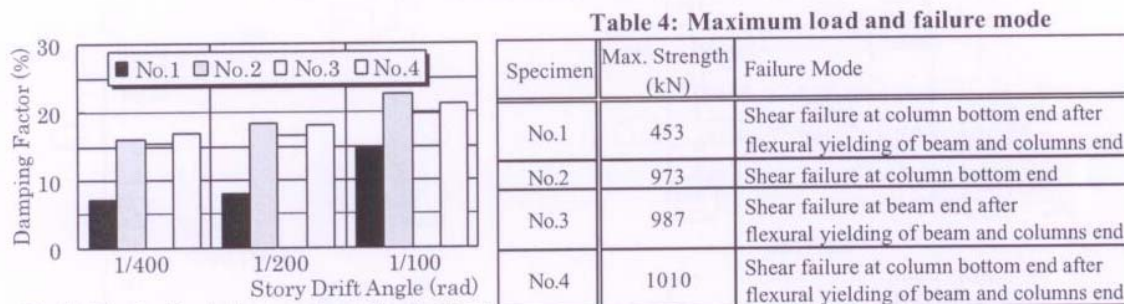 30
20
10
0
Damping Factor (%)
No.1 No.2 No.3 No.4
1/400 1/200 1/100
Story Drift Angle (rad)
Table 4: Maximum load and failure mode
Specimen Max. Strength (kN) Failure Mode
No.1 453 Shear failure at column bottom end after
flexural yielding of beam and columns end
No.2 973 Shear failure at column bottom end
No.3 987 Shear failure at beam end after
flexural yielding of beam and columns end
No.4 1010 Shear failure at column bottom end after
flexural yielding of beam and columns end